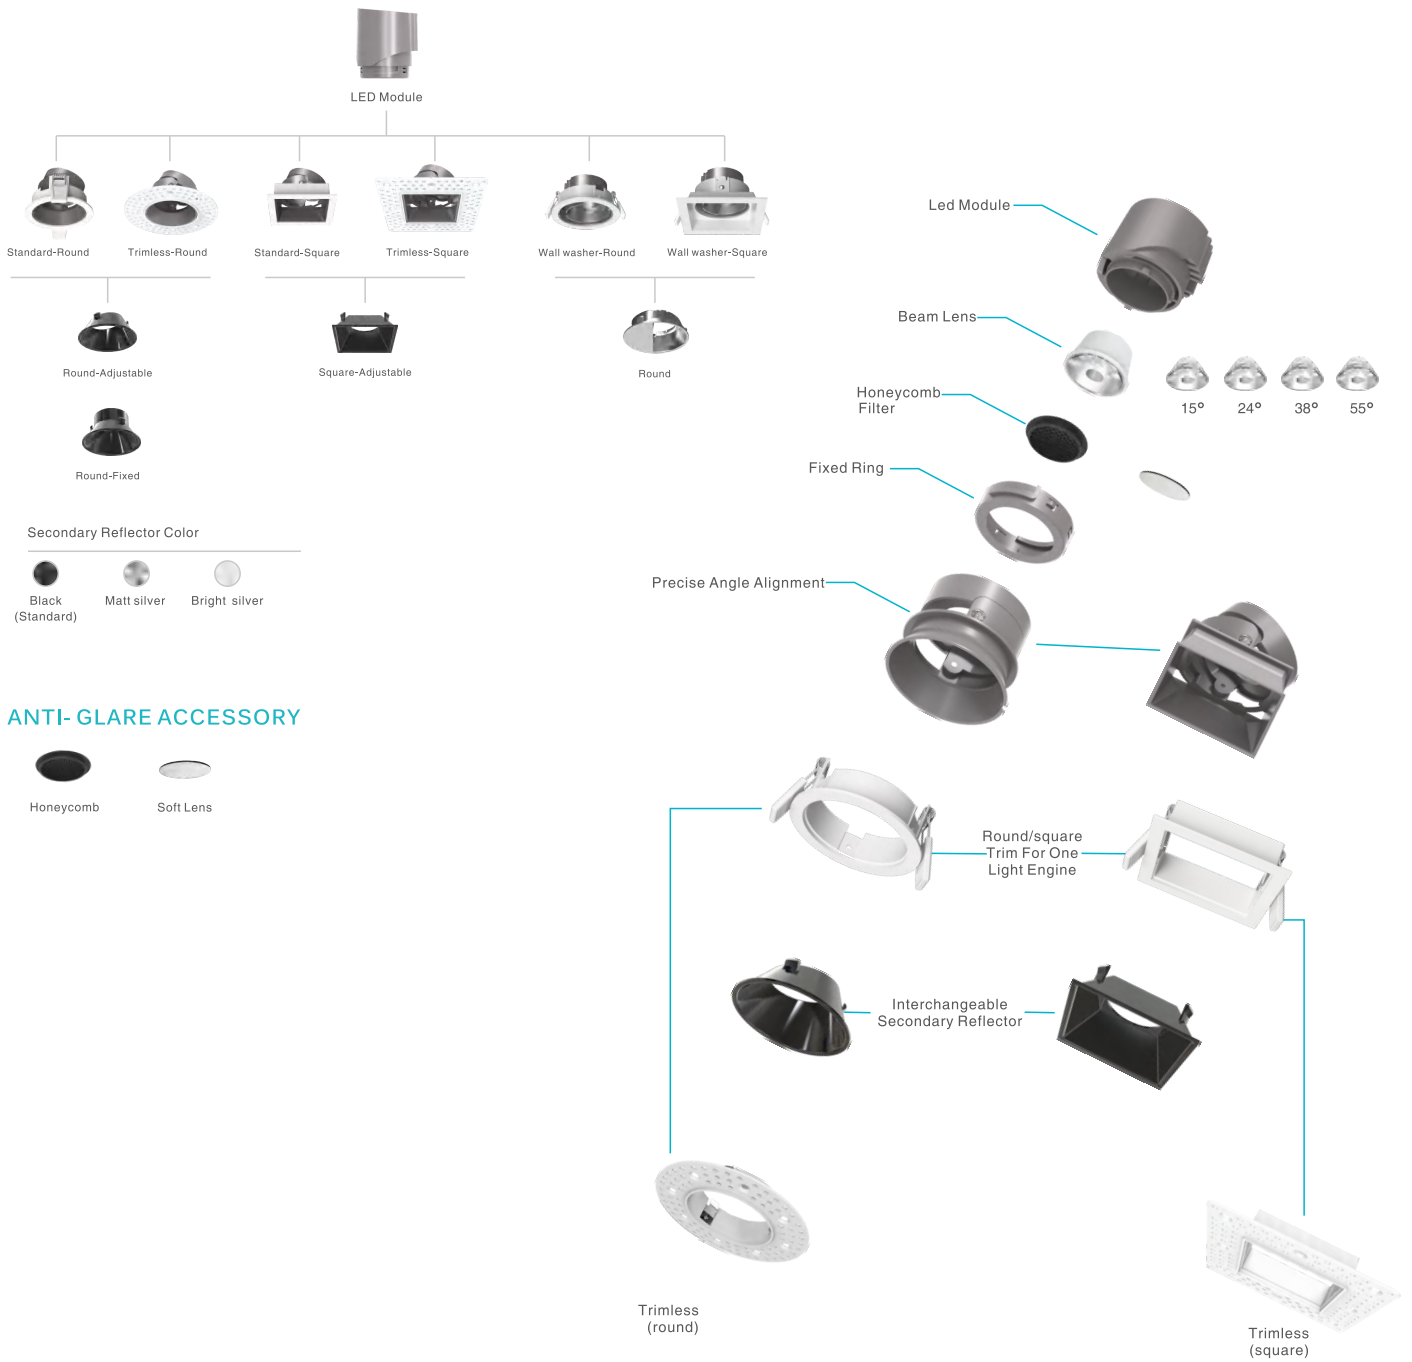 LED Module
Standard-Round
Trimless-Round
Standard-Square
Trimless-Square
Wall washer-Round
Wall washer-Square
Round-Adjustable
Square-Adjustable
Round
Round-Fixed
Secondary Reflector Color
Black
(Standard)
Matt silver
Bright silver
ANTI- GLARE ACCESSORY
Honeycomb
Soft Lens
Led Module
Beam Lens
15°
24°
38°
55°
Honeycomb
Filter
Fixed Ring
Precise Angle Alignment
Round/square
Trim For One
Light Engine
Interchangeable
Secondary Reflector
Trimless
(round)
Trimless
(square)